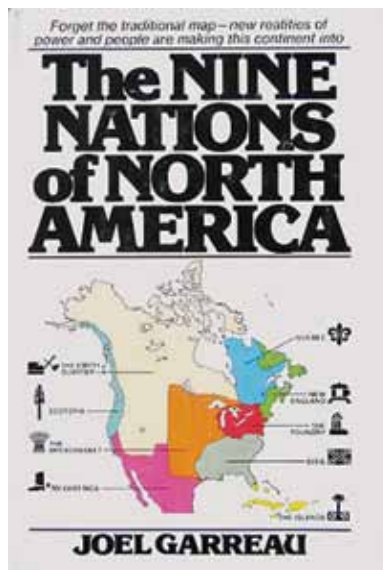 Forget the traditional map—new realities of
power and people are making this continent into
The NINE
NATIONS
of NORTH
AMERICA
QUEBEC
THE EMPTY
QUARTER
NEW
ENGLAND
ECOTOPIA
THE
FOUNDRY
THE
BREADBASKET
DIXIE
MEXAMERICA
THE ISLANDS
JOEL GARREAU